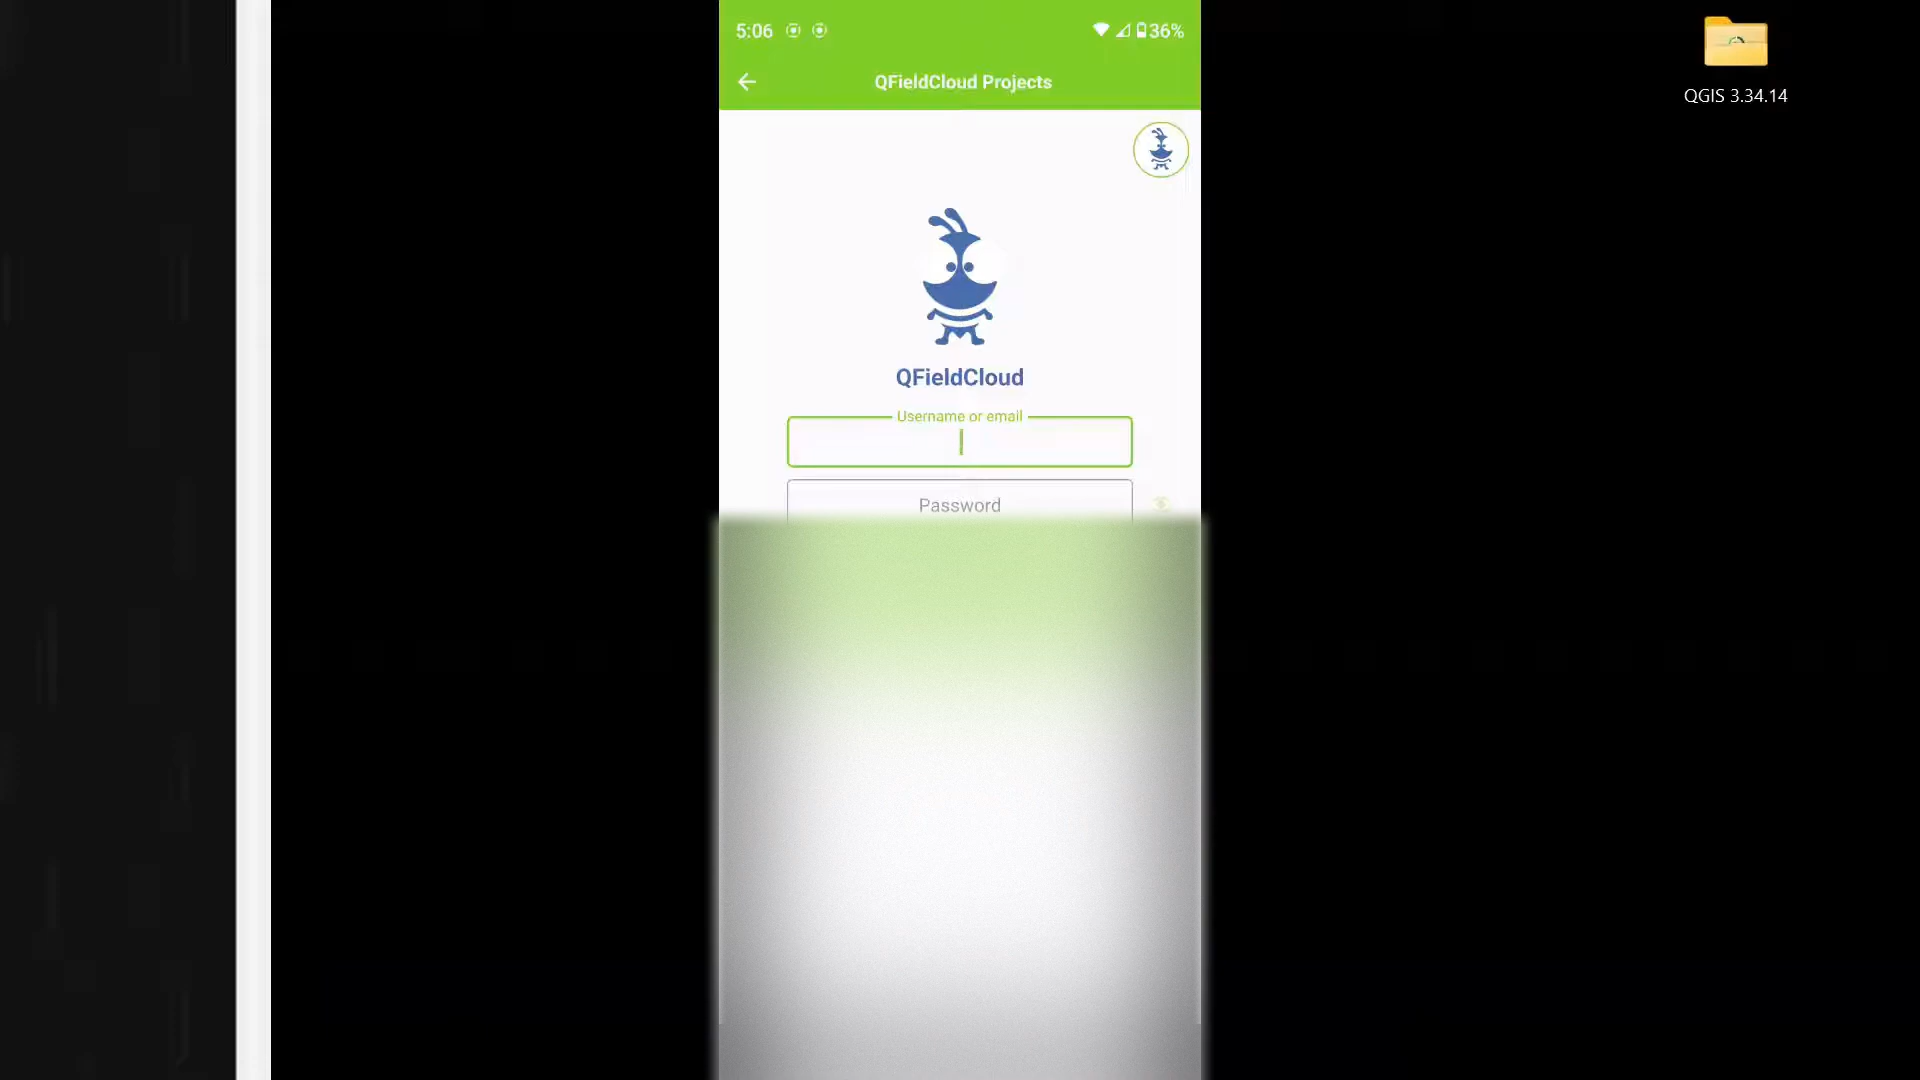 5:06
36%
QFieldCloud Projects
QGIS 3.34.14
QFieldCloud
Username or email
Password